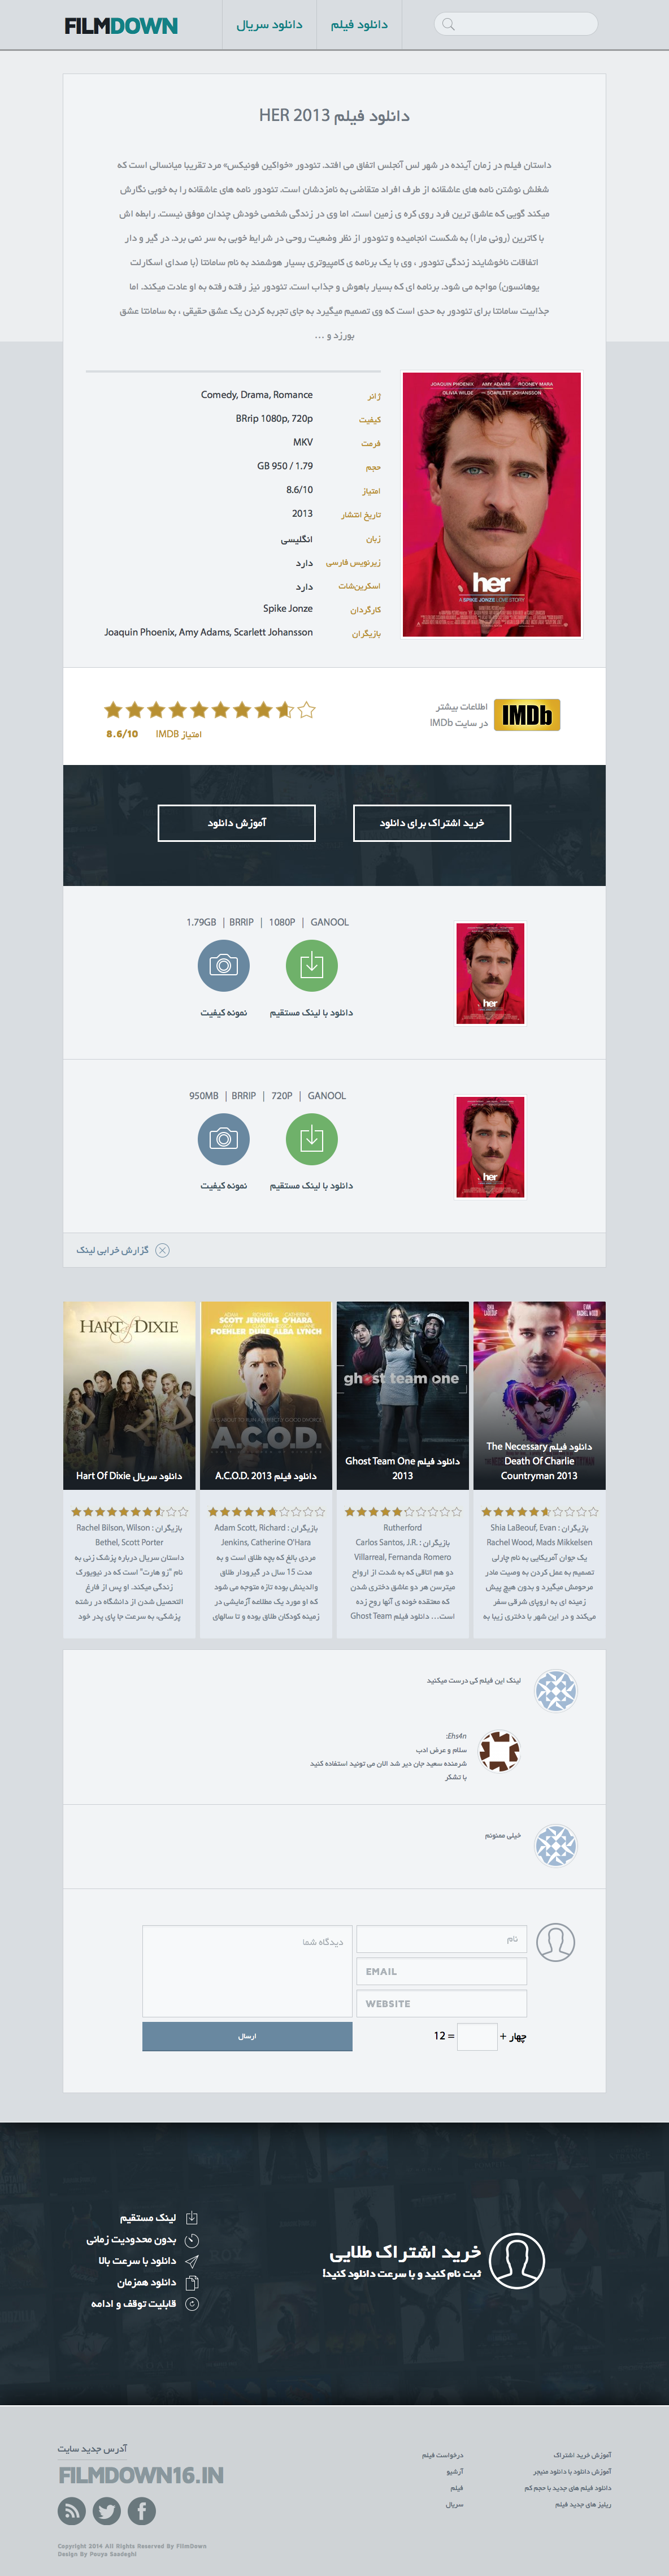 FILMDOWN
دانلود فیلم
دانلود سریال
دانلود فیلم HER 2013
داستان فیلم در زمان آینده در شهر لس آنجلس اتفاق می افتد. تئودور «خواکین فونیکس» مرد تقریبا میانسالی است که
شغلش نوشتن نامه های عاشقانه از طرف افراد متقاضی به نامزدشان است. تئودور نامه های عاشقانه را به خوبی نگارش
میکند گویی که عاشق ترین فرد روی کره ی زمین است. اما وی در زندگی شخصی خودش چندان موفق نیست. رابطه اش
با کاترین (رونی مارا) به شکست انجامیده و تئودور از نظر وضعیت روحی در شرایط خوبی به سر نمی برد. در گیر و دار
اتفاقات ناخوشایند زندگی تئودور ، وی با یک برنامه ی کامپیوتری بسیار هوشمند به نام سامانتا (با صدای اسکارلت
یوهانسون) مواجه می شود. برنامه ای که بسیار باهوش و جذاب است. تئودور نیز رفته رفته به او عادت میکند. اما
جذابیت سامانتا برای تئودور به حدی است که وی تصمیم میگیرد به جای تجربه کردن یک عشق حقیقی ، به سامانتا عشق
بورزد و ...
JOAQUIN PHOENIX AMY ADAMS ROONEY MARA
OLIVIA WILDE SCARLETT JOHANSSON
her
A SPIKE JONZE LOVE STORY
ژانر Comedy, Drama, Romance
کیفیت BRrip 1080p, 720p
فرمت MKV
حجم GB 950 / 1.79
امتیاز 8.6/10
تاریخ انتشار 2013
زبان انگلیسی
زیرنویس فارسی دارد
اسکرین‌شات دارد
کارگردان Spike Jonze
بازیگران Joaquin Phoenix, Amy Adams, Scarlett Johansson
IMDb
اطلاعات بیشتر
در سایت IMDb
امتیاز IMDB 8.6/10
خرید اشتراک برای دانلود
آموزش دانلود
1.79GB | BRRIP | 1080P | GANOOL
her
دانلود با لینک مستقیم
نمونه کیفیت
950MB | BRRIP | 720P | GANOOL
her
دانلود با لینک مستقیم
نمونه کیفیت
گزارش خرابی لینک
دانلود فیلم The Necessary
Death Of Charlie
Countryman 2013
بازیگران : Shia LaBeouf, Evan
Rachel Wood, Mads Mikkelsen
یک جوان آمریکایی به نام چارلی
تصمیم به عمل کردن به وصیت مادر
مرحومش میگیرد و بدون هیچ پیش
زمینه ای به اروپای شرقی سفر
میکند و در این شهر با دختری زیبا به
ghost team one
دانلود فیلم Ghost Team One
2013
Rutherford
بازیگران : Carlos Santos, J.R.
Villarreal, Fernanda Romero
دو هم اتاقی که به شدت از ارواح
میترسن هر دو عاشق دختری شدن
که معتقده خونه ی آنها روح زده
است… دانلود فیلم Ghost Team
SCOTT JENKINS O'HARA
POEHLER DUKE ALBA LYNCH
A.C.O.D.
دانلود فیلم A.C.O.D. 2013
بازیگران : Adam Scott, Richard
Jenkins, Catherine O'Hara
مردی بالغ که بچه طلاق است و به
مدت 15 سال در گیرودار طلاق
والدینش بوده تازه متوجه می شود
که او مورد یک مطالعه آزمایشی در
زمینه کودکان طلاق بوده و تا سالهای
HART of DIXIE
دانلود سریال Hart Of Dixie
بازیگران : Rachel Bilson, Wilson
Bethel, Scott Porter
داستان سریال درباره پزشک زنی به
نام "زو هارت" است که در نیویورک
زندگی میکند. او پس از فارغ
التحصیل شدن از دانشگاه در رشته
پزشکی، به سرعت جا پای پدر خود
لینک این فیلم کی درست میکنید
Ehs4n:
سلام و عرض ادب
شرمنده سعید جان دیر شد الان می تونید استفاده کنید
با تشکر
خیلی ممنونم
نام
EMAIL
WEBSITE
دیدگاه شما
چهار + = 12
ارسال
خرید اشتراک طلایی
ثبت نام کنید و با سرعت دانلود کنید!
لینک مستقیم
بدون محدودیت زمانی
دانلود با سرعت بالا
دانلود همزمان
قابلیت توقف و ادامه
آموزش خرید اشتراک
آموزش دانلود با دانلود منیجر
دانلود فیلم های جدید با حجم کم
ریلیز های جدید فیلم
درخواست فیلم
آرشیو
فیلم
سریال
آدرس جدید سایت
FILMDOWN16.IN
Copyright 2014 All Rights Reserved By FilmDown
Design By Pooya Saadeghi